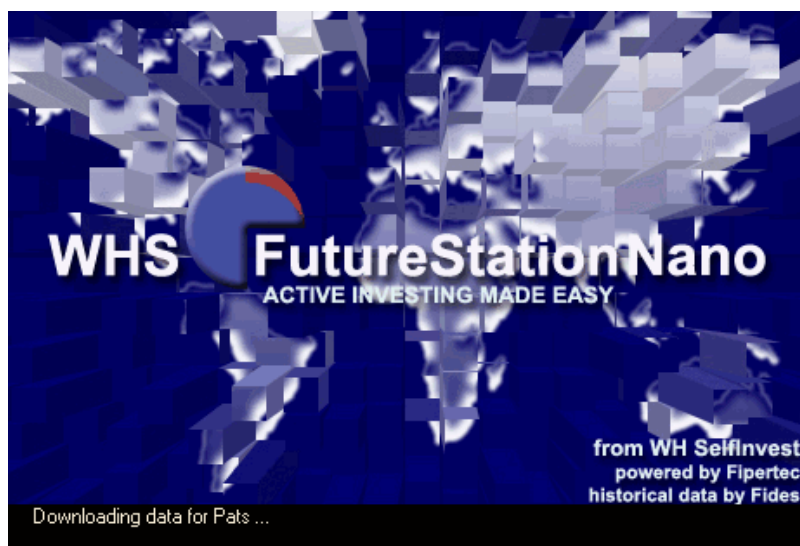 WHS FutureStationNano
ACTIVE INVESTING MADE EASY
from WH SelfInvest
powered by Fipertec
historical data by Fides
Downloading data for Pats ...